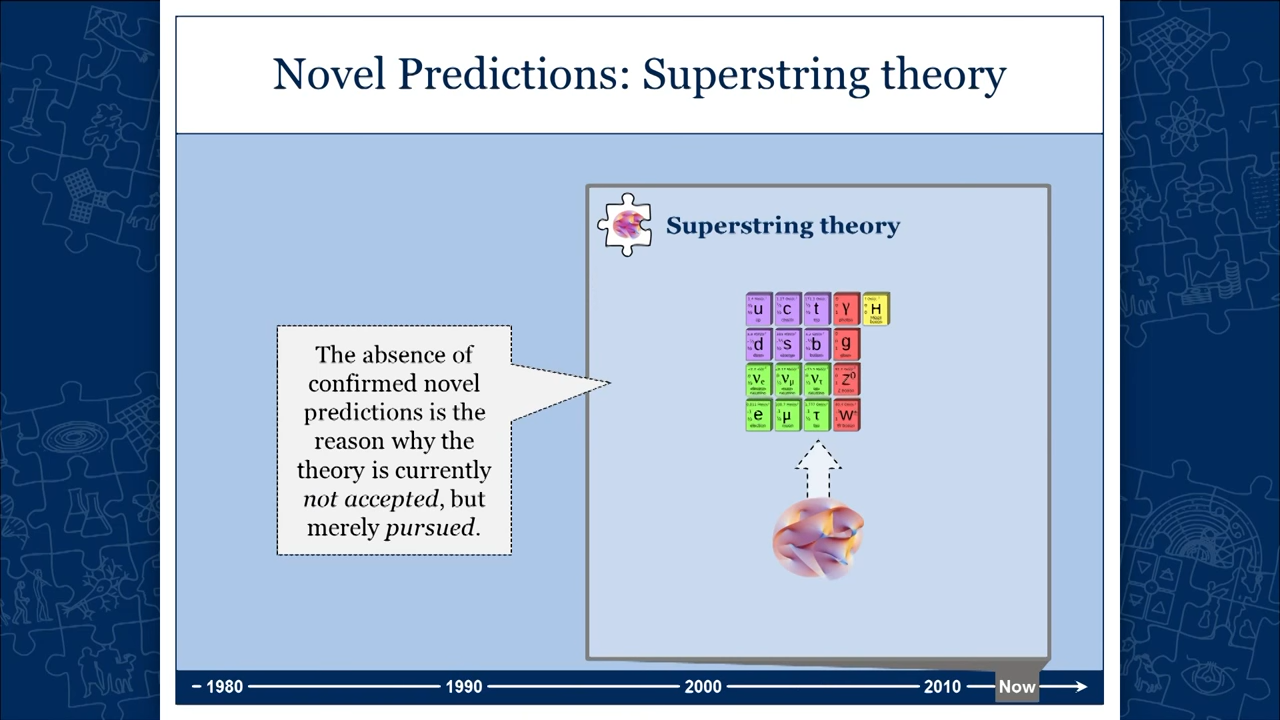 Novel Predictions: Superstring theory
Superstring theory
The absence of
confirmed novel
predictions is the
reason why the
theory is currently
not accepted, but
merely pursued.
u c t γ H
d s b g
νe νμ ντ Z⁰
e μ τ W
1980 1990 2000 2010 Now